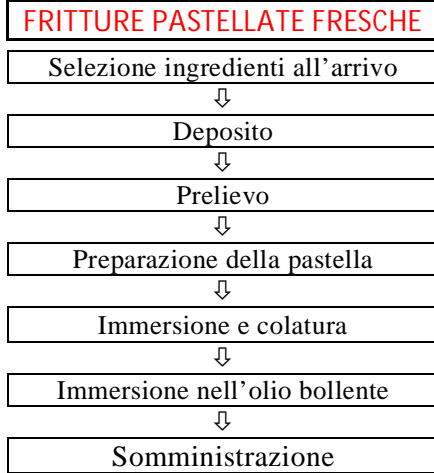 FRITTURE PASTELLATE FRESCHE
Selezione ingredienti all'arrivo
⇩
Deposito
⇩
Prelievo
⇩
Preparazione della pastella
⇩
Immersione e colatura
⇩
Immersione nell'olio bollente
⇩
Somministrazione